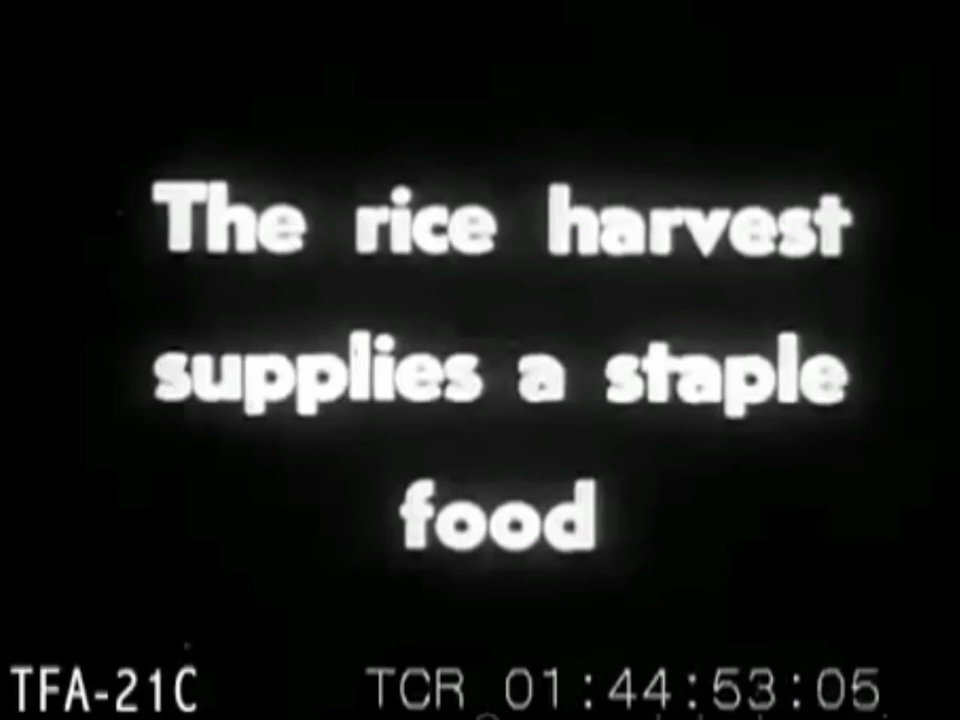 The rice harvest
supplies a staple
food
TFA-21C TCR 01:44:53:05